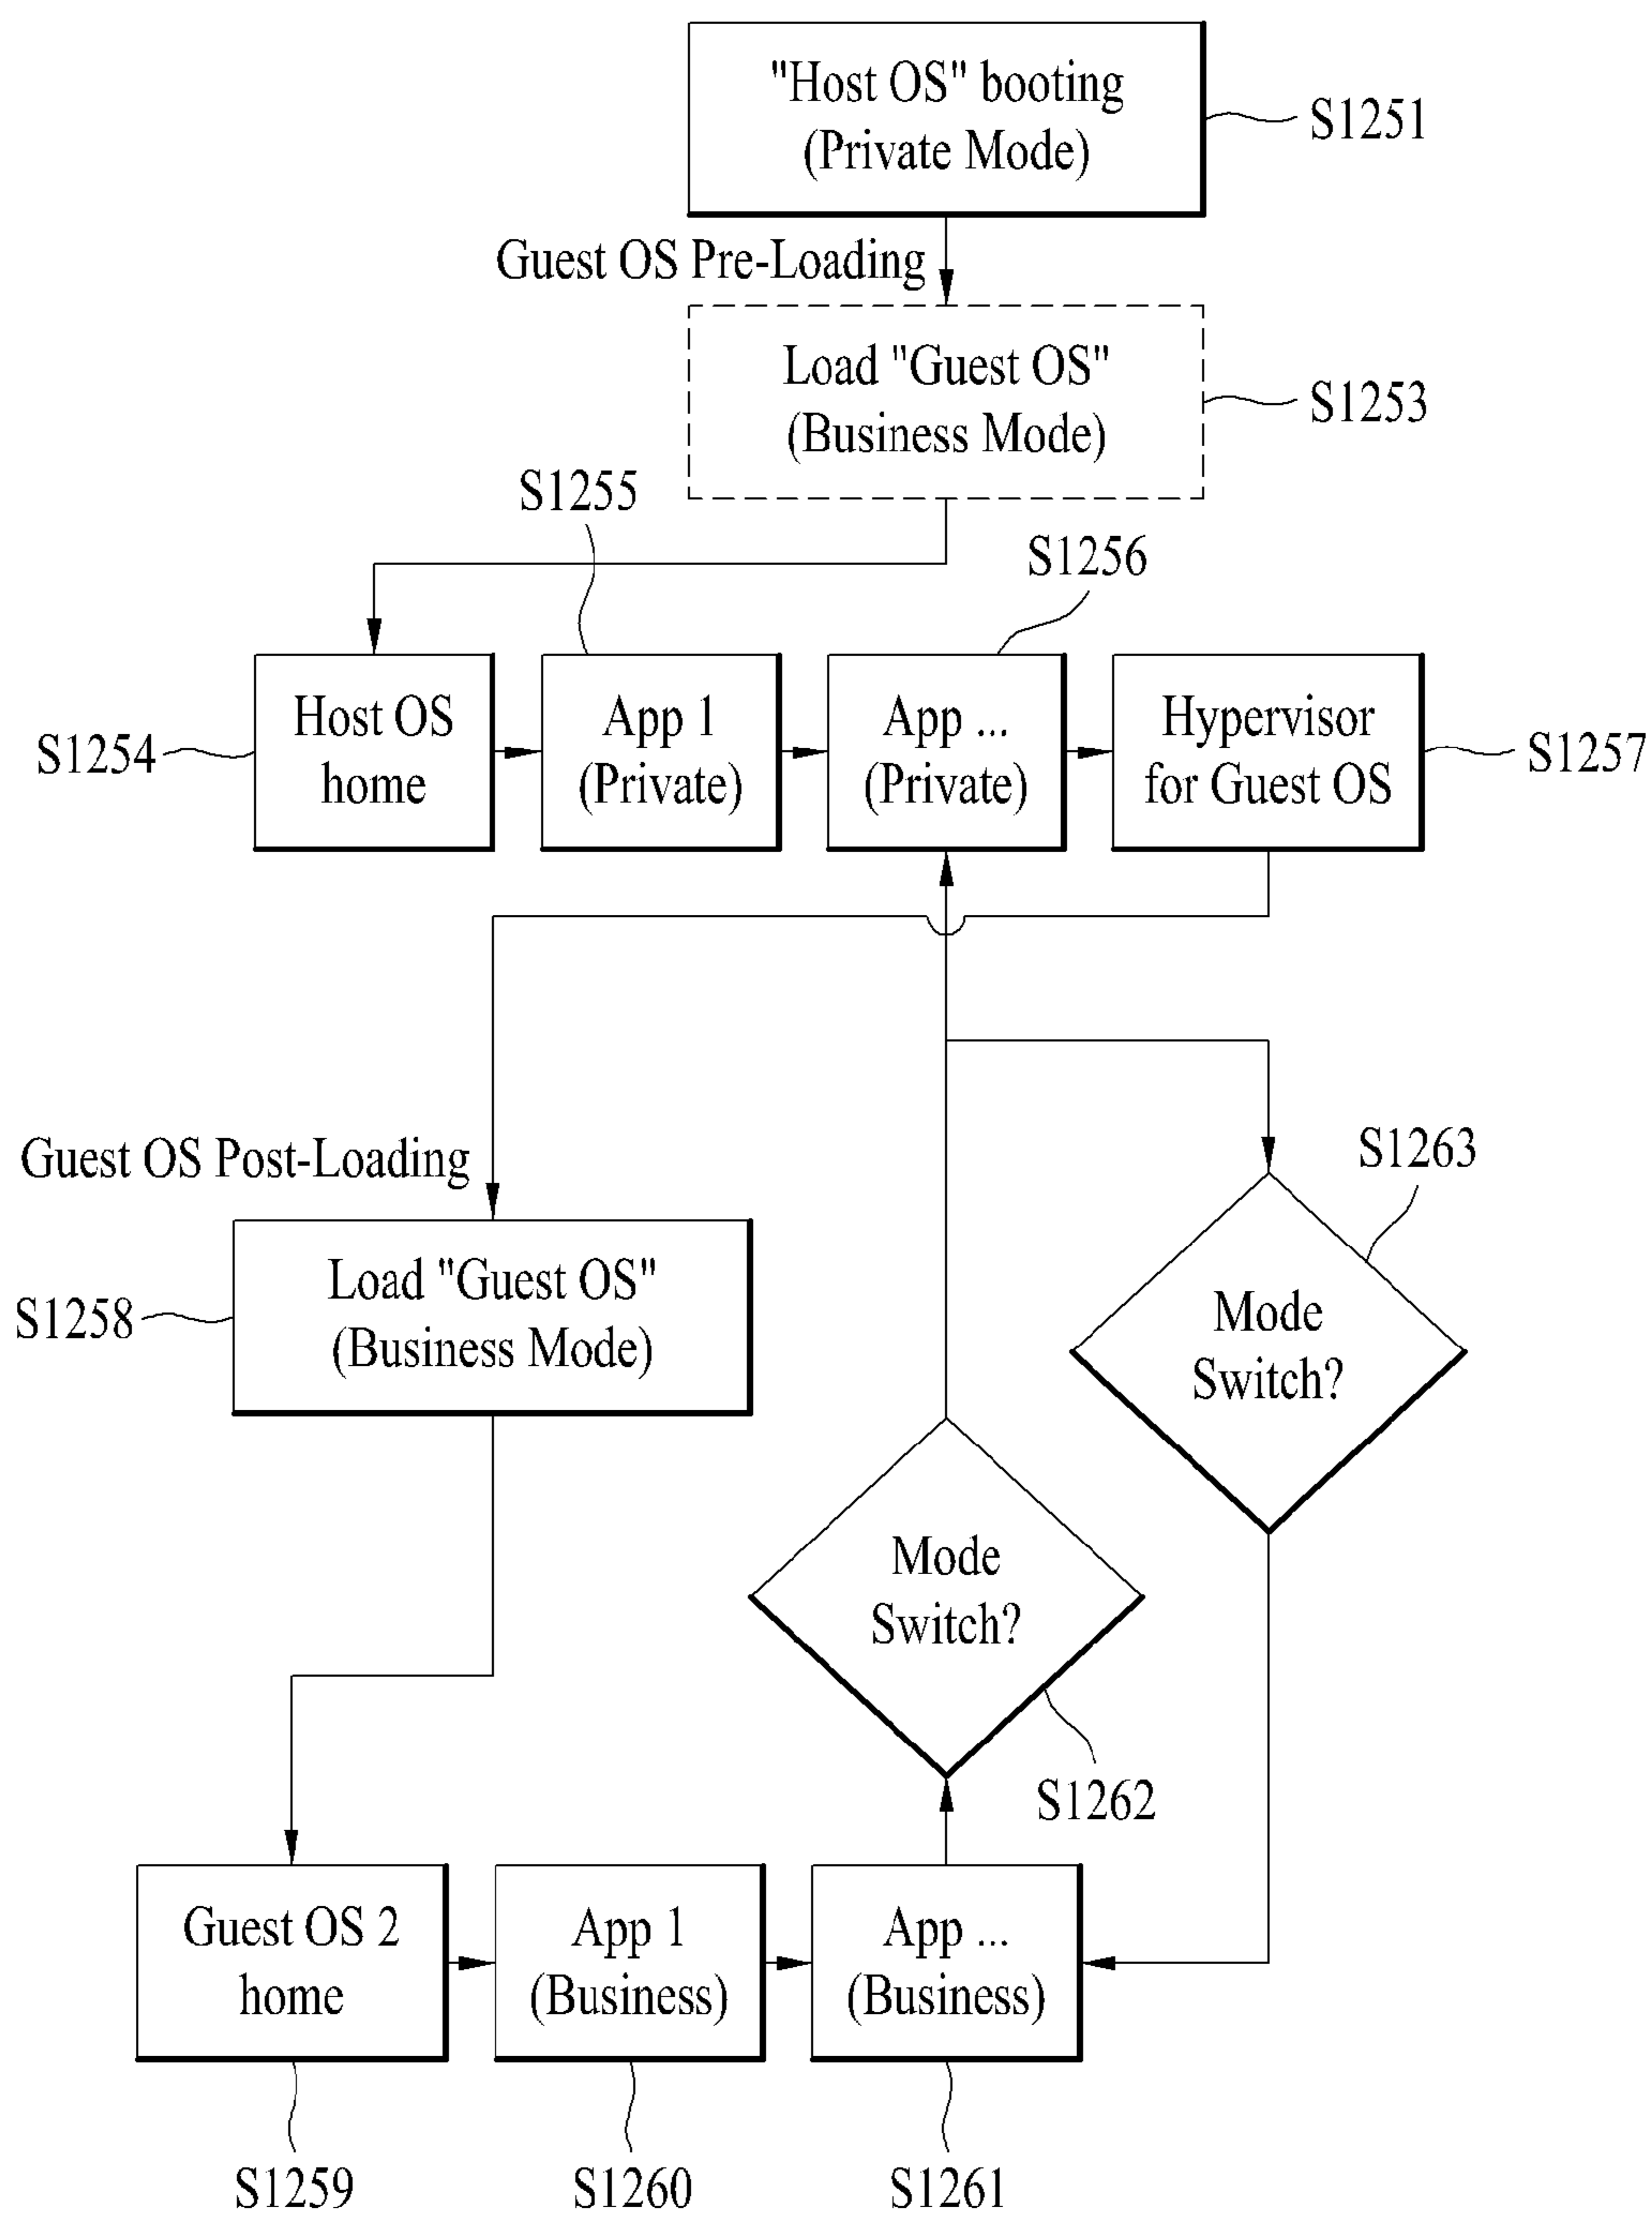 "Host OS" booting
(Private Mode)
S1251
Guest OS Pre-Loading
Load "Guest OS"
(Business Mode)
S1253
S1255
S1256
Host OS
home
S1254
App 1
(Private)
App ...
(Private)
Hypervisor
for Guest OS
S1257
Guest OS Post-Loading
Load "Guest OS"
(Business Mode)
S1258
S1263
Mode
Switch?
Mode
Switch?
S1262
Guest OS 2
home
App 1
(Business)
App ...
(Business)
S1259
S1260
S1261